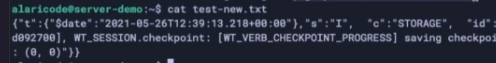 alaricode@server-demo:~$ cat test-new.txt
{"t":{"$date":"2021-05-26T12:39:13.218+00:00"},"s":"I", "c":"STORAGE", "id":
d092700], WT_SESSION.checkpoint: [WT_VERB_CHECKPOINT_PROGRESS] saving checkpoi
: (0, 0)"}}